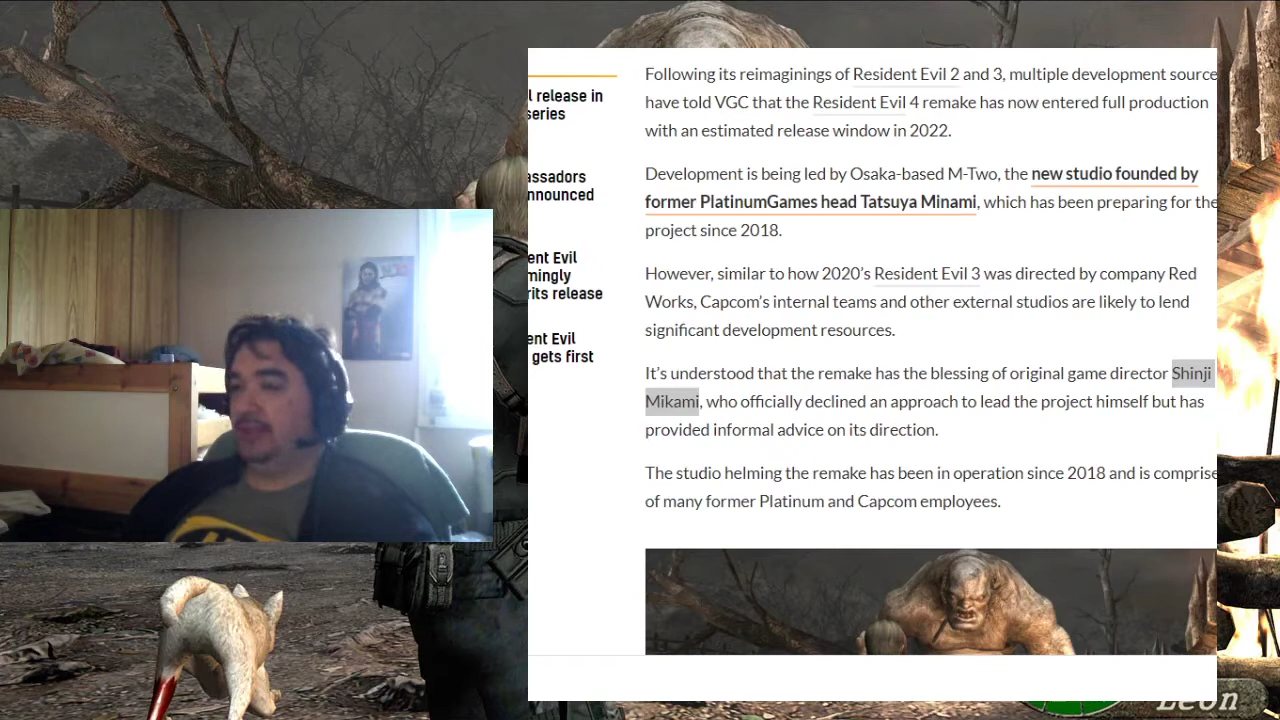 l release in
series
assadors
nnounced
ent Evil
mingly
rits release
ent Evil
gets first
Following its reimaginings of Resident Evil 2 and 3, multiple development source
have told VGC that the Resident Evil 4 remake has now entered full production
with an estimated release window in 2022.
Development is being led by Osaka-based M-Two, the new studio founded by
former PlatinumGames head Tatsuya Minami, which has been preparing for the
project since 2018.
However, similar to how 2020's Resident Evil 3 was directed by company Red
Works, Capcom's internal teams and other external studios are likely to lend
significant development resources.
It's understood that the remake has the blessing of original game director Shinji
Mikami, who officially declined an approach to lead the project himself but has
provided informal advice on its direction.
The studio helming the remake has been in operation since 2018 and is comprise
of many former Platinum and Capcom employees.
Leon